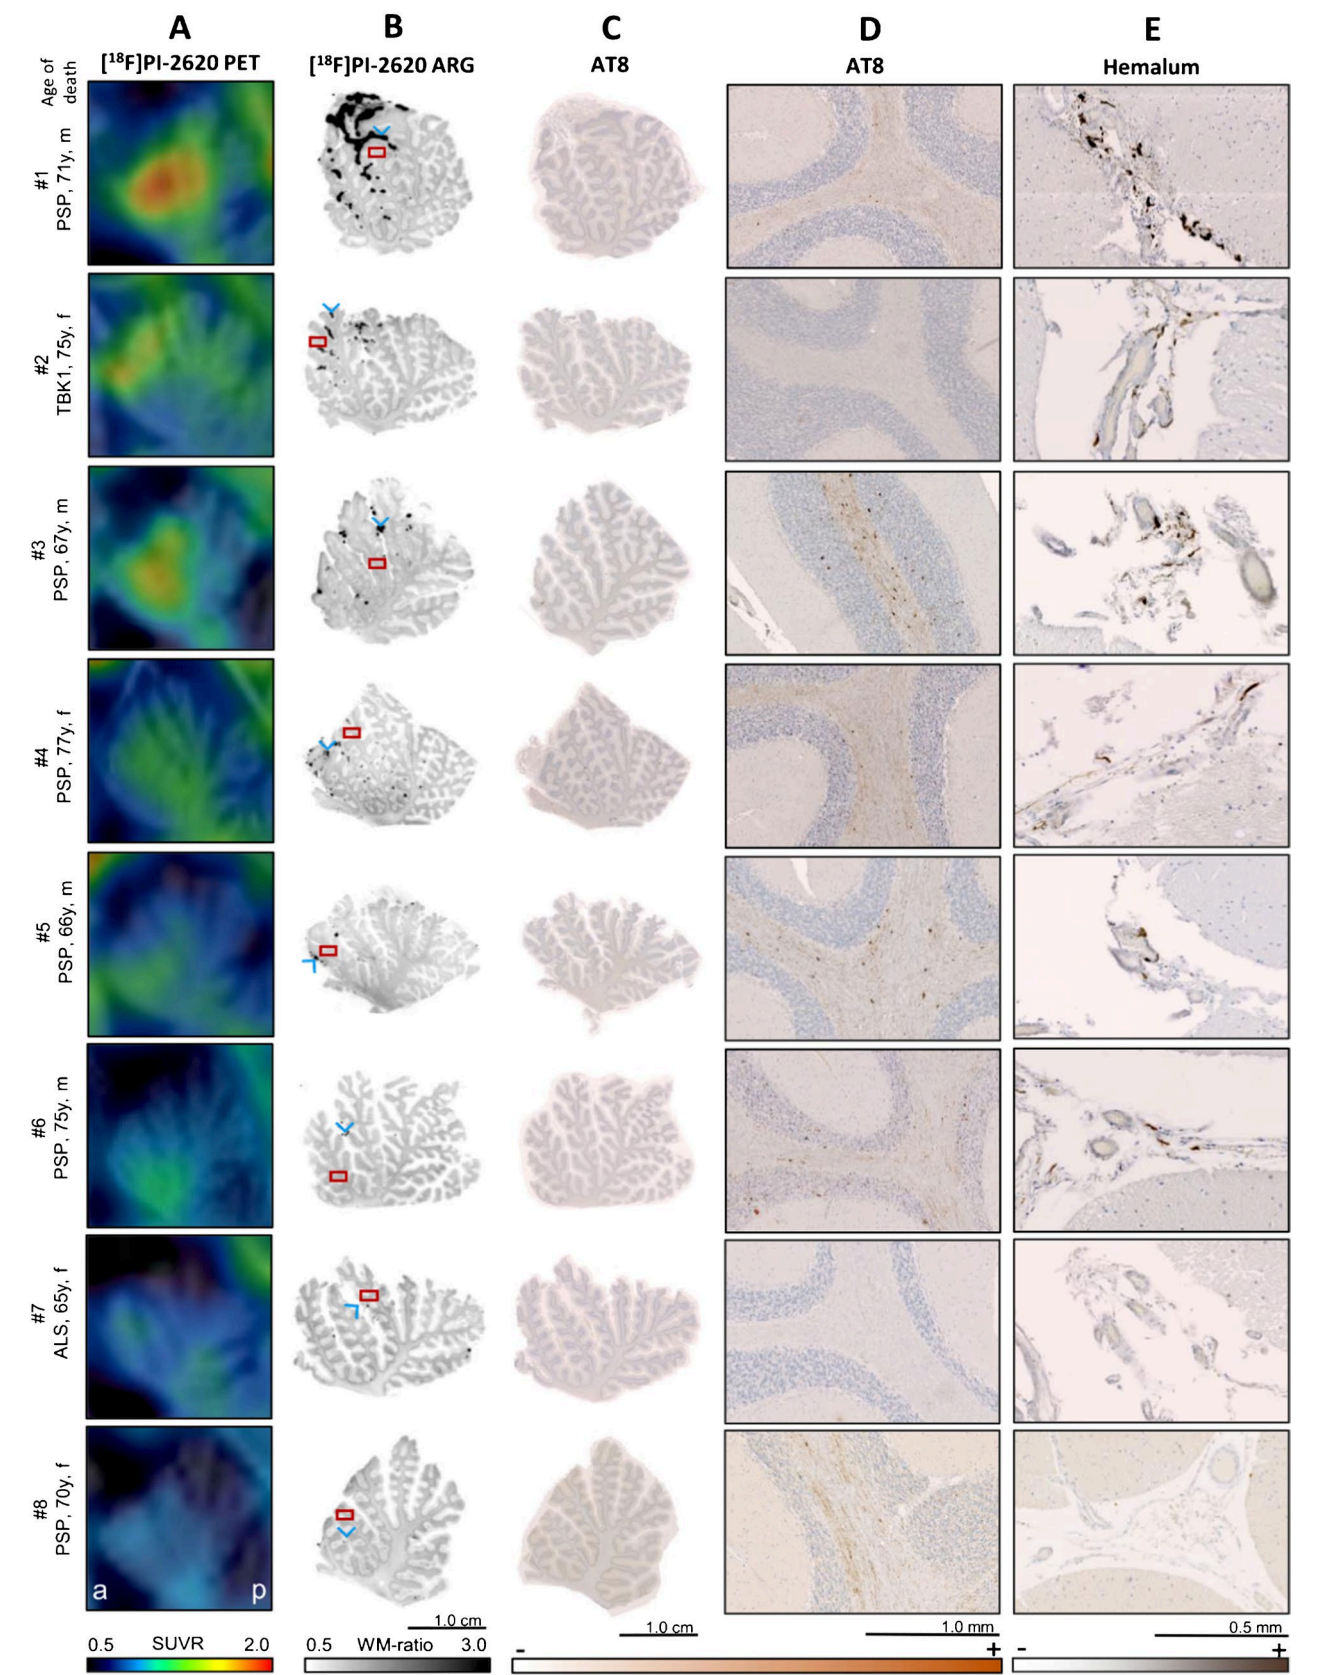 A B C D E
[¹⁸F]PI-2620 PET [¹⁸F]PI-2620 ARG AT8 AT8 Hemalum
Age of
death
#1
PSP, 71y, m
#2
TBK1, 75y, f
#3
PSP, 67y, m
#4
PSP, 77y, f
#5
PSP, 66y, m
#6
PSP, 75y, m
#7
ALS, 65y, f
#8
PSP, 70y, f
a p
1.0 cm 1.0 cm 1.0 mm 0.5 mm
0.5 SUVR 2.0 0.5 WM-ratio 3.0 - + - +